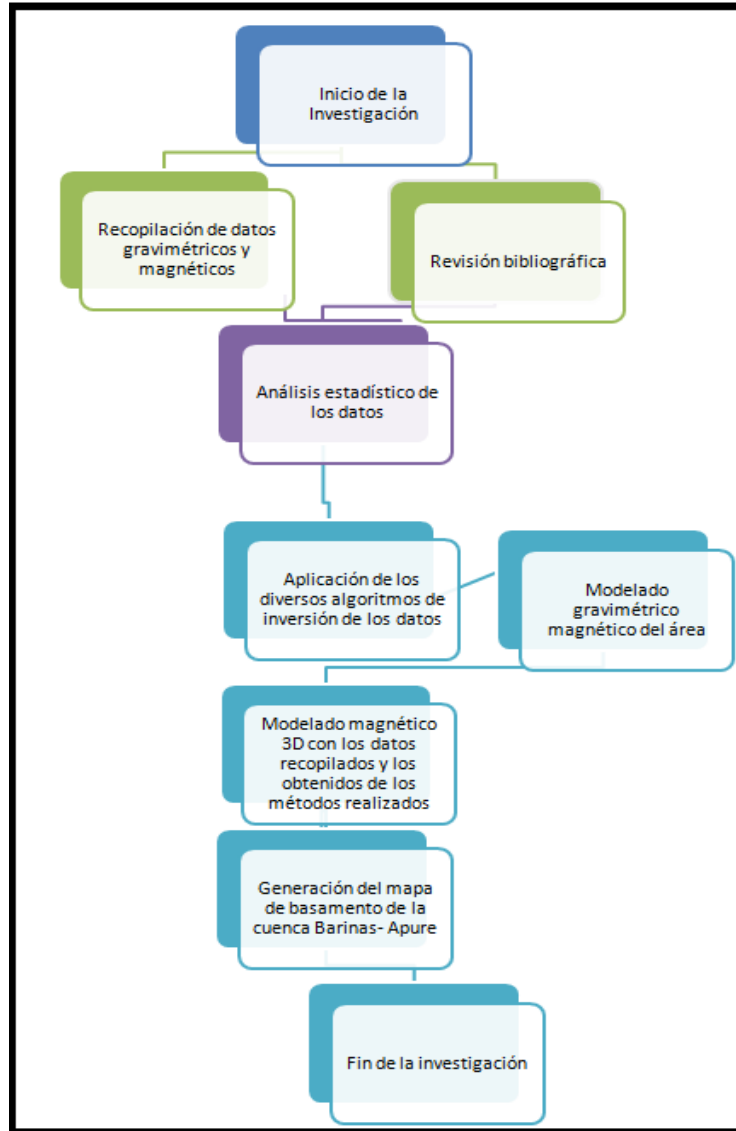 Inicio de la
Investigación
Recopilación de datos
gravimétricos y
magnéticos
Revisión bibliográfica
Análisis estadístico de
los datos
Aplicación de los
diversos algoritmos de
inversión de los datos
Modelado
gravimétrico
magnético del área
Modelado magnético
3D con los datos
recopilados y los
obtenidos de los
métodos realizados
Generación del mapa
de basamento de la
cuenca Barinas- Apure
Fin de la investigación